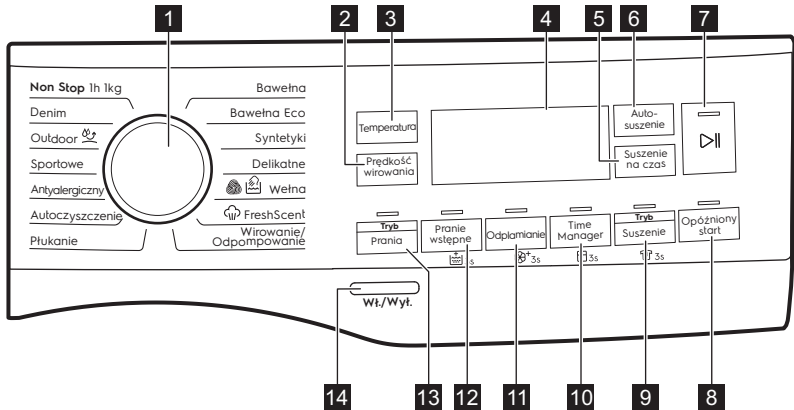 1
2
3
4
5
6
7
Non Stop 1h 1kg
Denim
Outdoor
Sportowe
Antyalergiczny
Autoczyszczenie
Płukanie
Bawełna
Bawełna Eco
Syntetyki
Delikatne
Wełna
FreshScent
Wirowanie/
Odpompowanie
Temperatura
Prędkość
wirowania
Auto-
suszenie
Suszenie
na czas
Tryb
Prania
Pranie
wstępne
3s
Odplamianie
3s
Time
Manager
3s
Tryb
Suszenie
3s
Opóźniony
start
Wł./Wył.
14
13
12
11
10
9
8